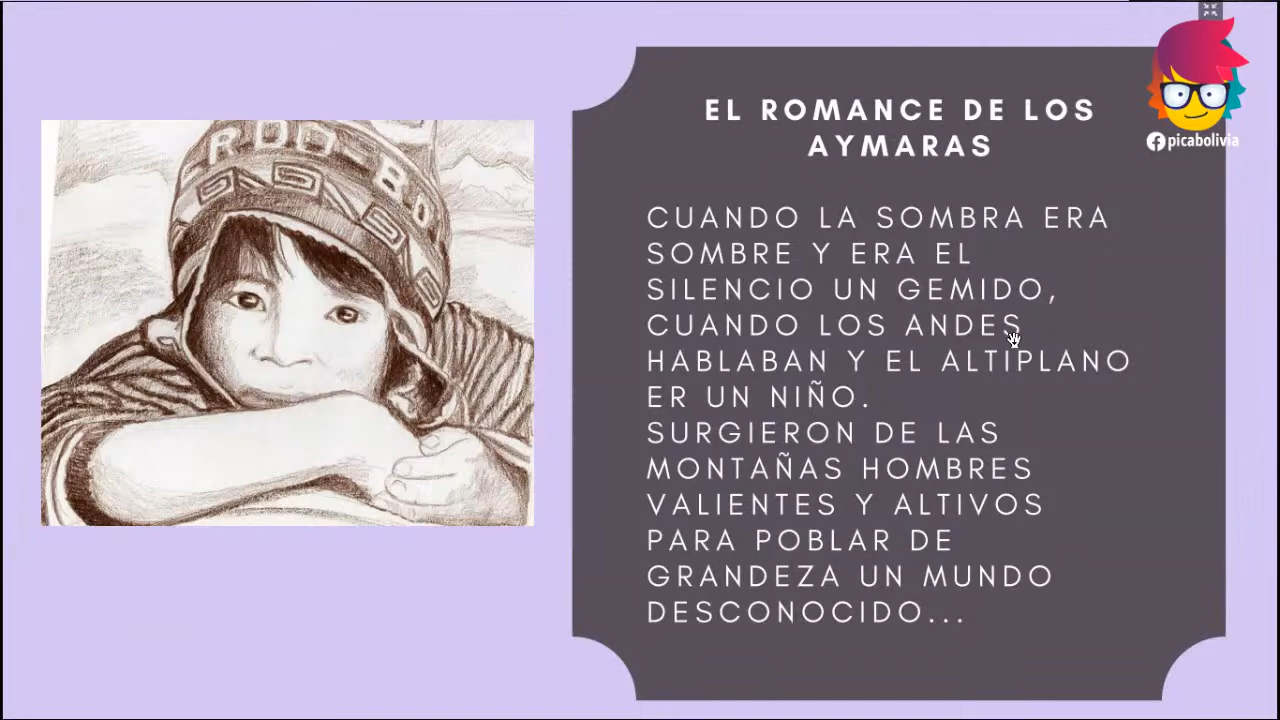 EL ROMANCE DE LOS
AYMARAS
picabolivia
CUANDO LA SOMBRA ERA
SOMBRE Y ERA EL
SILENCIO UN GEMIDO,
CUANDO LOS ANDES
HABLABAN Y EL ALTIPLANO
ER UN NIÑO.
SURGIERON DE LAS
MONTAÑAS HOMBRES
VALIENTES Y ALTIVOS
PARA POBLAR DE
GRANDEZA UN MUNDO
DESCONOCIDO...